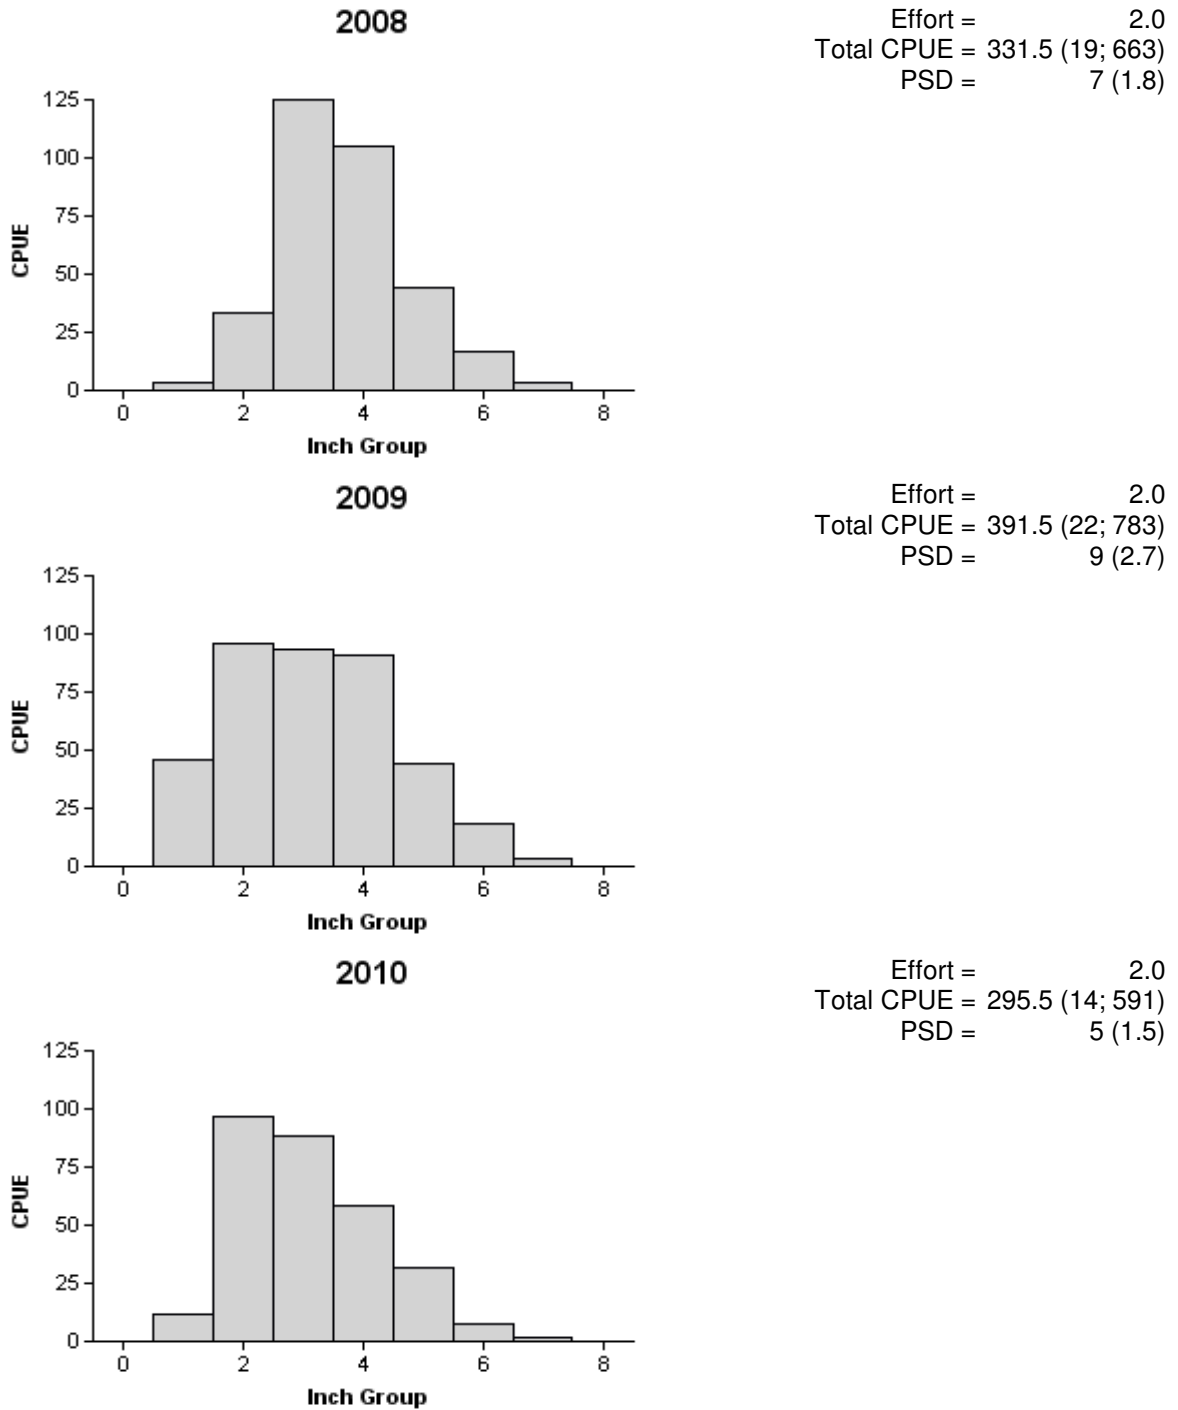 2008
Effort = 2.0
Total CPUE = 331.5 (19; 663)
PSD = 7 (1.8)
125
100
75
50
25
0
CPUE
0 2 4 6 8
Inch Group
2009
Effort = 2.0
Total CPUE = 391.5 (22; 783)
PSD = 9 (2.7)
125
100
75
50
25
0
CPUE
0 2 4 6 8
Inch Group
2010
Effort = 2.0
Total CPUE = 295.5 (14; 591)
PSD = 5 (1.5)
125
100
75
50
25
0
CPUE
0 2 4 6 8
Inch Group